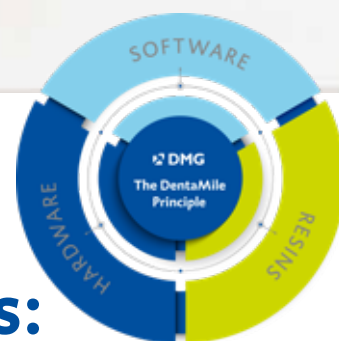 SOFTWARE
DMG
The DentaMile
Principle
HARDWARE
RESINS
s: